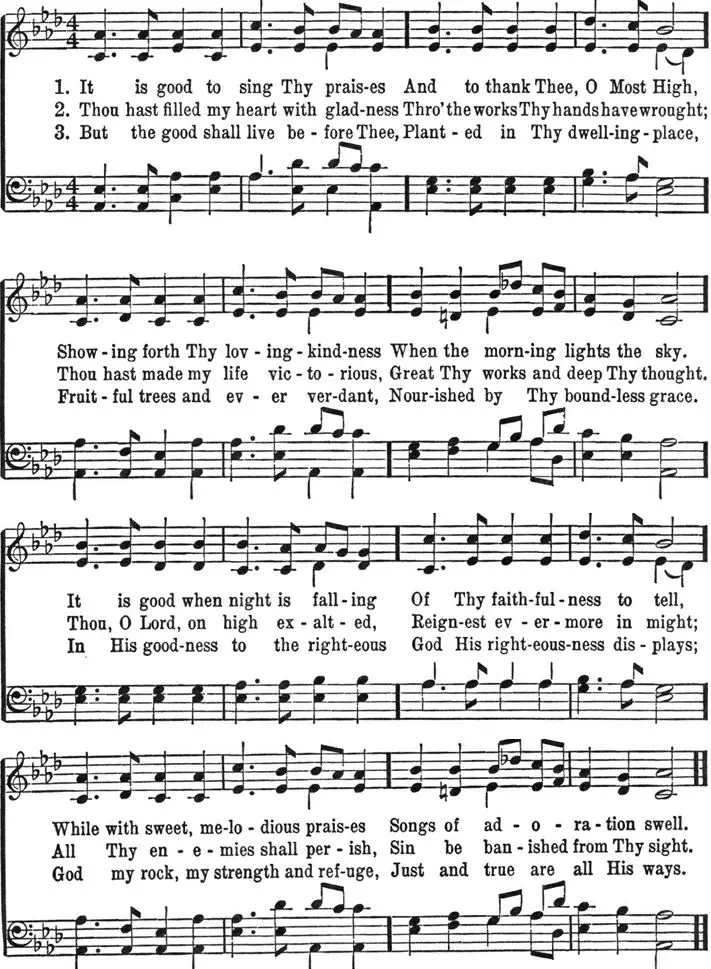 4 4
1. It is good to sing Thy prais-es And to thank Thee, O Most High,
2. Thou hast filled my heart with glad-ness Thro' the works Thy hands have wrought;
3. But the good shall live be - fore Thee, Plant - ed in Thy dwell-ing-place,
4 4
Show-ing forth Thy lov - ing-kind-ness When the morn-ing lights the sky.
Thou hast made my life vic-to-rious, Great Thy works and deep Thy thought.
Fruit-ful trees and ev - er ver-dant, Nour-ished by Thy bound-less grace.
It is good when night is fall-ing Of Thy faith-ful-ness to tell,
Thou, O Lord, on high ex-alt-ed, Reign-est ev-er-more in might;
In His good-ness to the right-eous God His right-eous-ness dis-plays;
While with sweet, me-lo-dious prais-es Songs of ad-o-ra-tion swell.
All Thy en-e-mies shall per-ish, Sin be ban-ished from Thy sight.
God my rock, my strength and ref-uge, Just and true are all His ways.